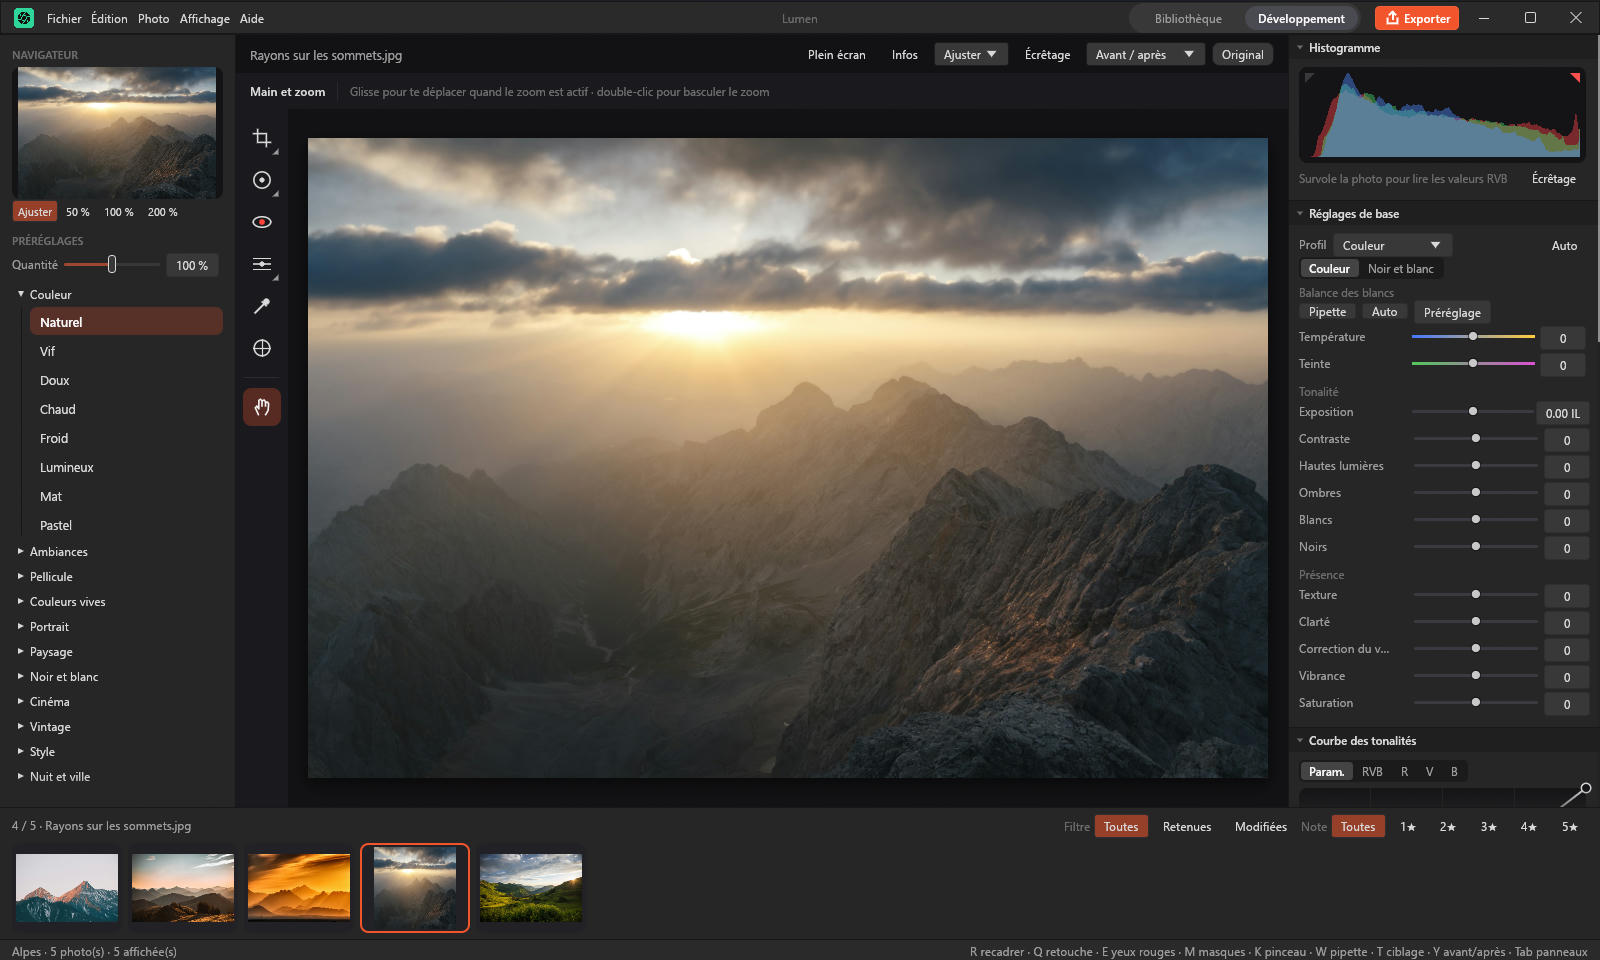 Fichier Édition Photo Affichage Aide
Lumen
Bibliothèque Développement
Exporter
NAVIGATEUR
Ajuster 50 % 100 % 200 %
PRÉRÉGLAGES
Quantité 100 %
Couleur
Naturel
Vif
Doux
Chaud
Froid
Lumineux
Mat
Pastel
Ambiances
Pellicule
Couleurs vives
Portrait
Paysage
Noir et blanc
Cinéma
Vintage
Style
Nuit et ville
Rayons sur les sommets.jpg
Plein écran Infos Ajuster Écrêtage Avant / après Original
Main et zoom Glisse pour te déplacer quand le zoom est actif · double-clic pour basculer le zoom
Histogramme
Survole la photo pour lire les valeurs RVB Écrêtage
Réglages de base
Profil Couleur Auto
Couleur Noir et blanc
Balance des blancs
Pipette Auto Préréglage
Température 0
Teinte 0
Tonalité
Exposition 0.00 IL
Contraste 0
Hautes lumières 0
Ombres 0
Blancs 0
Noirs 0
Présence
Texture 0
Clarté 0
Correction du v... 0
Vibrance 0
Saturation 0
Courbe des tonalités
Param. RVB R V B
4 / 5 · Rayons sur les sommets.jpg
Filtre Toutes Retenues Modifiées Note Toutes 1★ 2★ 3★ 4★ 5★
Alpes · 5 photo(s) · 5 affichée(s)
R recadrer · Q retouche · E yeux rouges · M masques · K pinceau · W pipette · T ciblage · Y avant/après · Tab panneaux